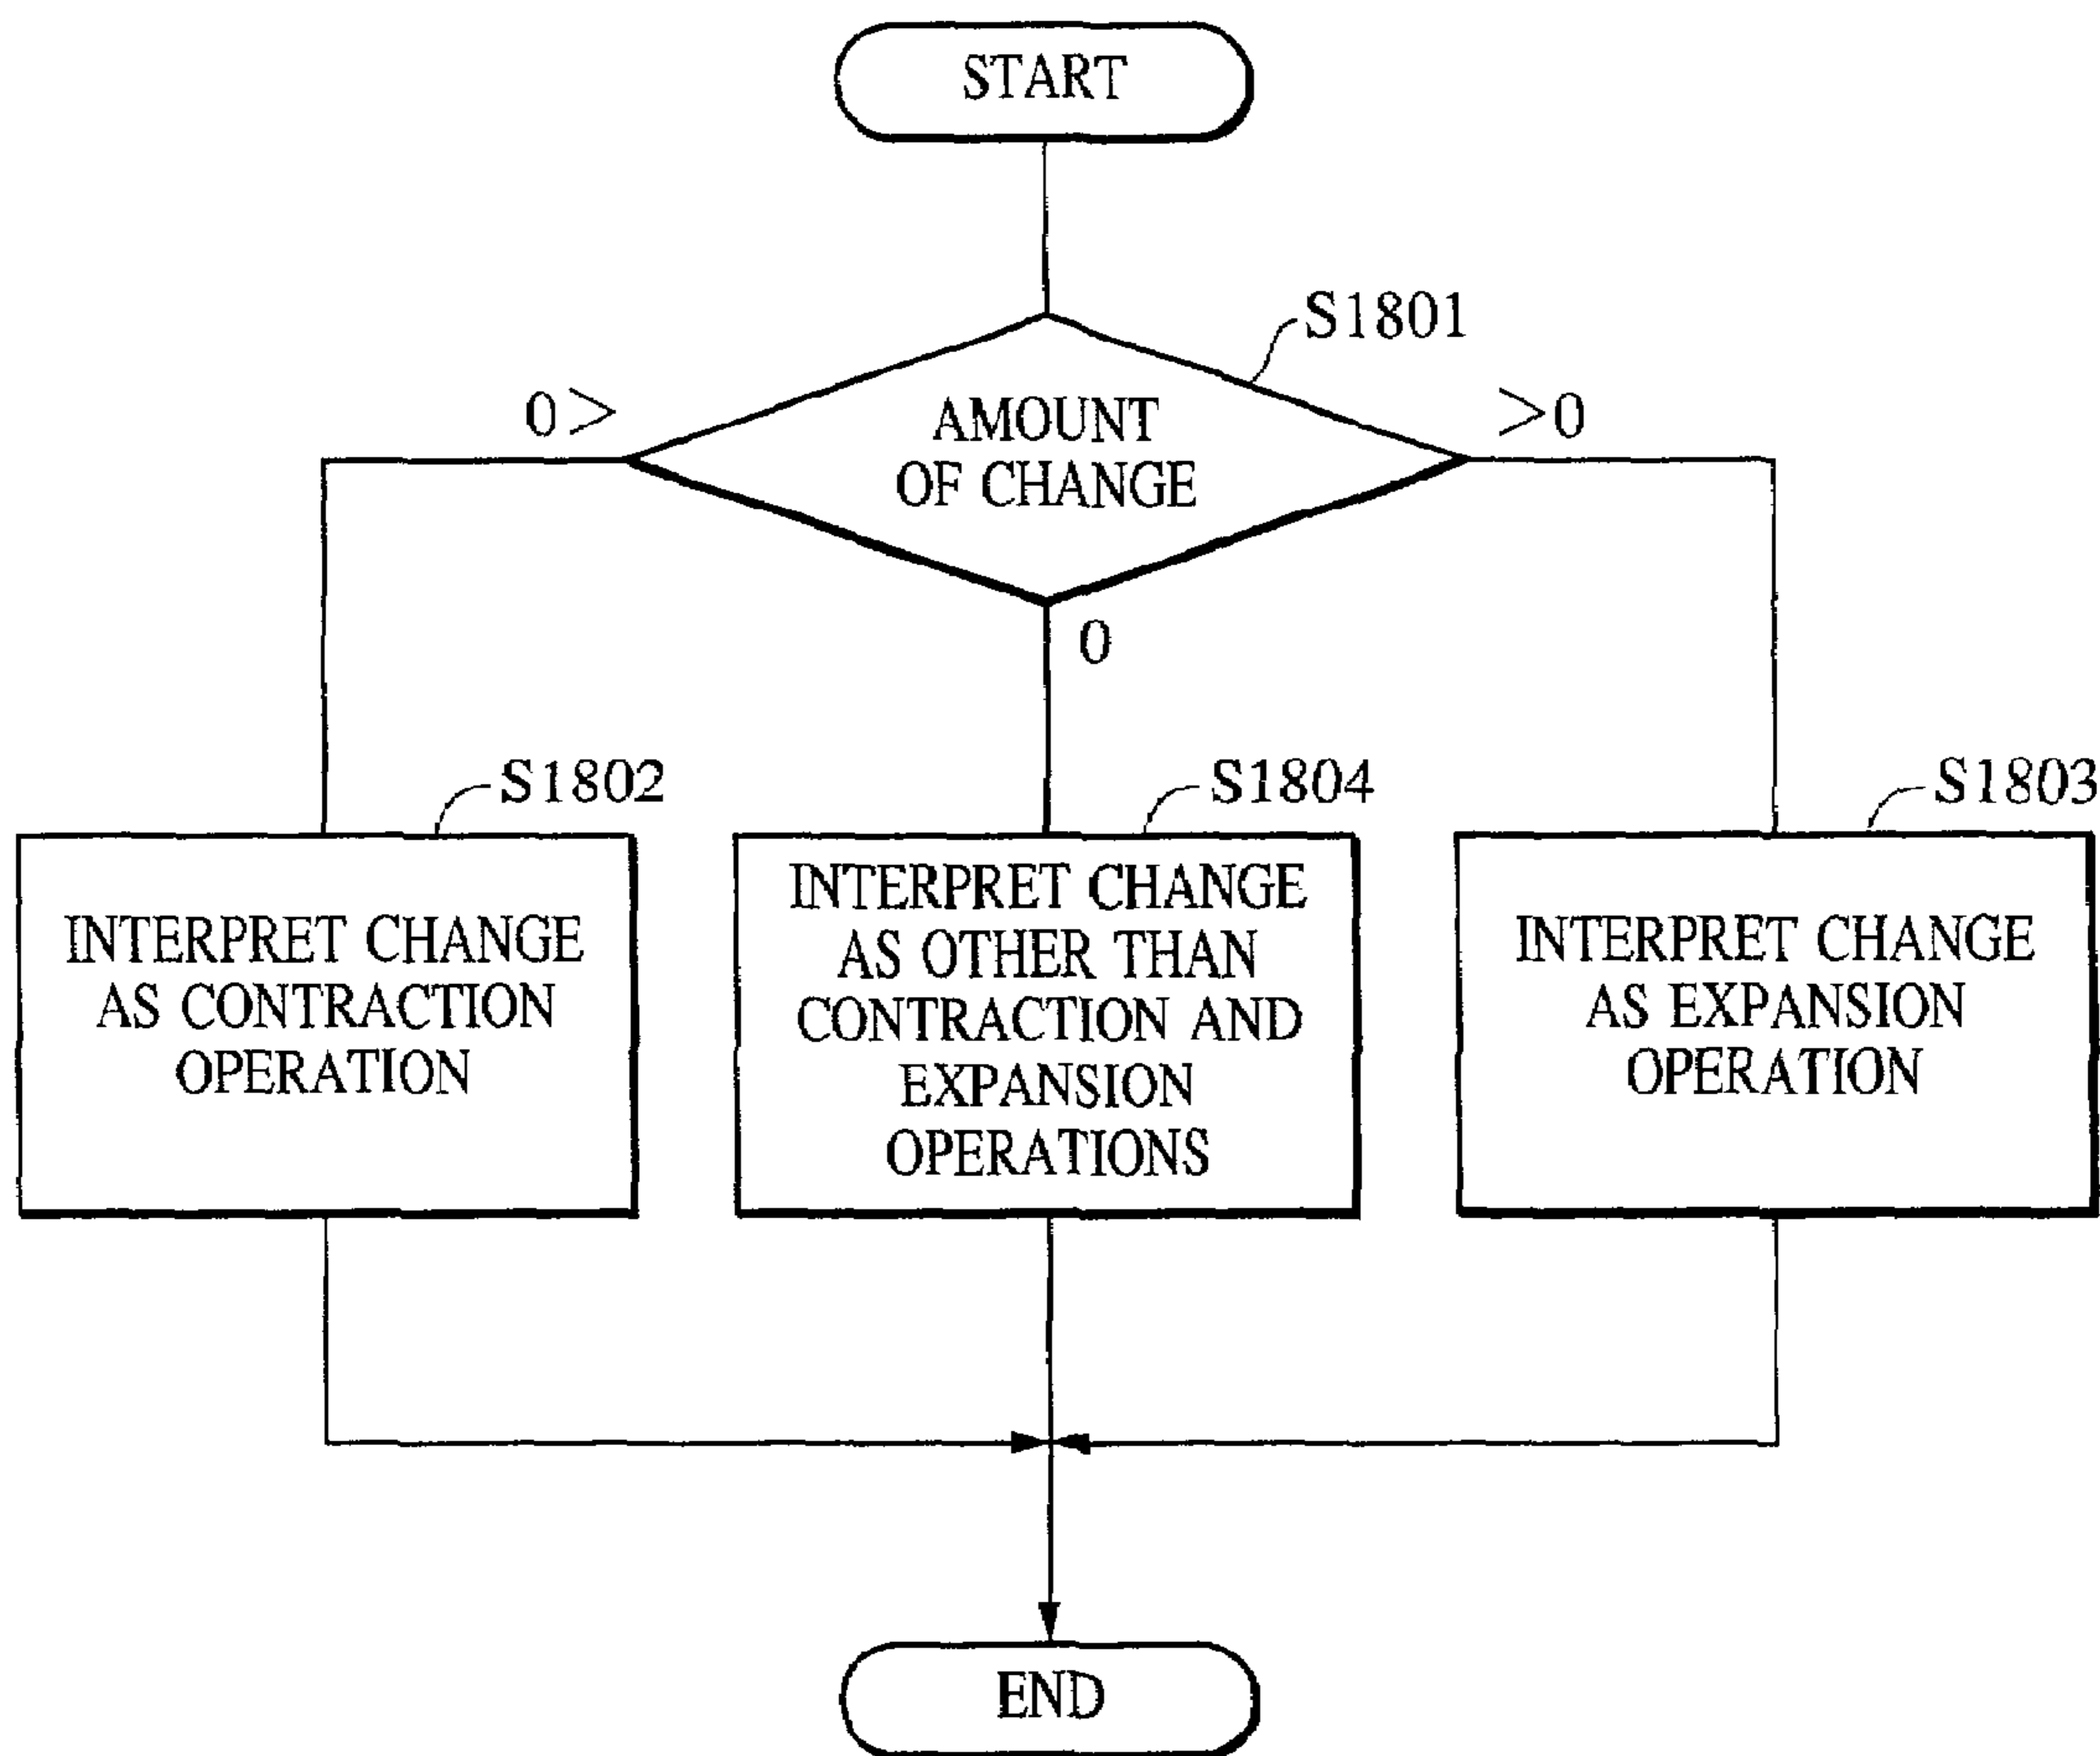 START
S1801
0>
AMOUNT
OF CHANGE
>0
0
S1802
INTERPRET CHANGE
AS CONTRACTION
OPERATION
S1804
INTERPRET CHANGE
AS OTHER THAN
CONTRACTION AND
EXPANSION
OPERATIONS
S1803
INTERPRET CHANGE
AS EXPANSION
OPERATION
END